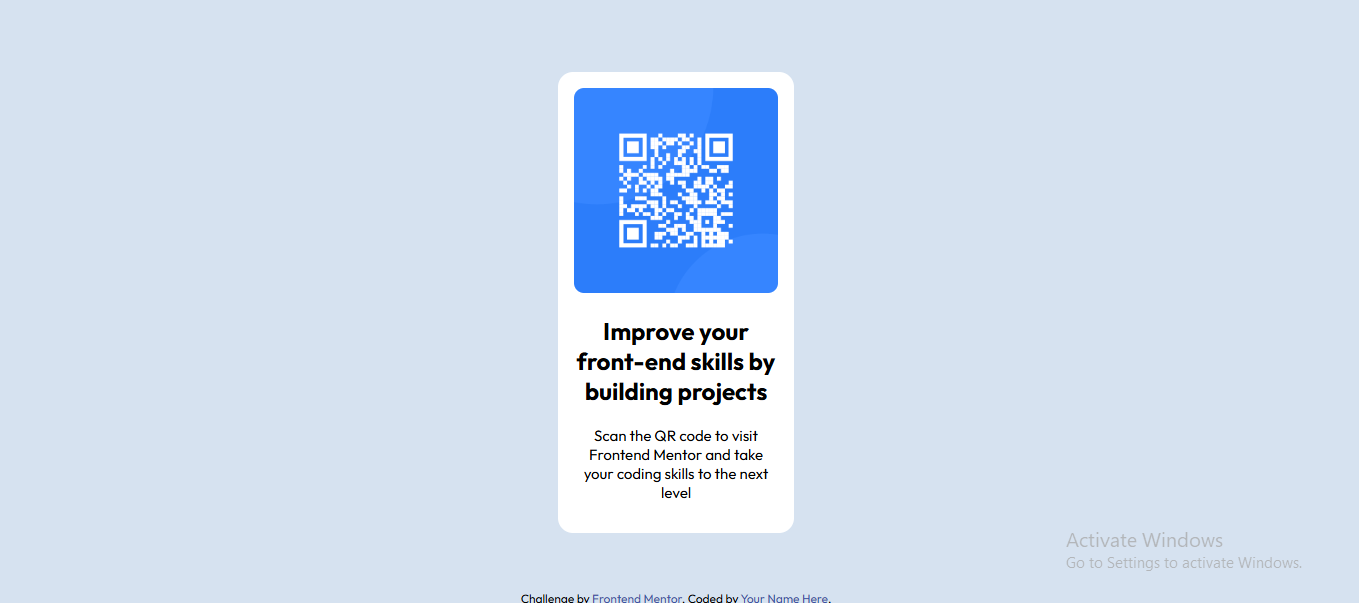 Improve your
front-end skills by
building projects
Scan the QR code to visit
Frontend Mentor and take
your coding skills to the next
level
Activate Windows
Go to Settings to activate Windows.
Challenge by Frontend Mentor. Coded by Your Name Here.